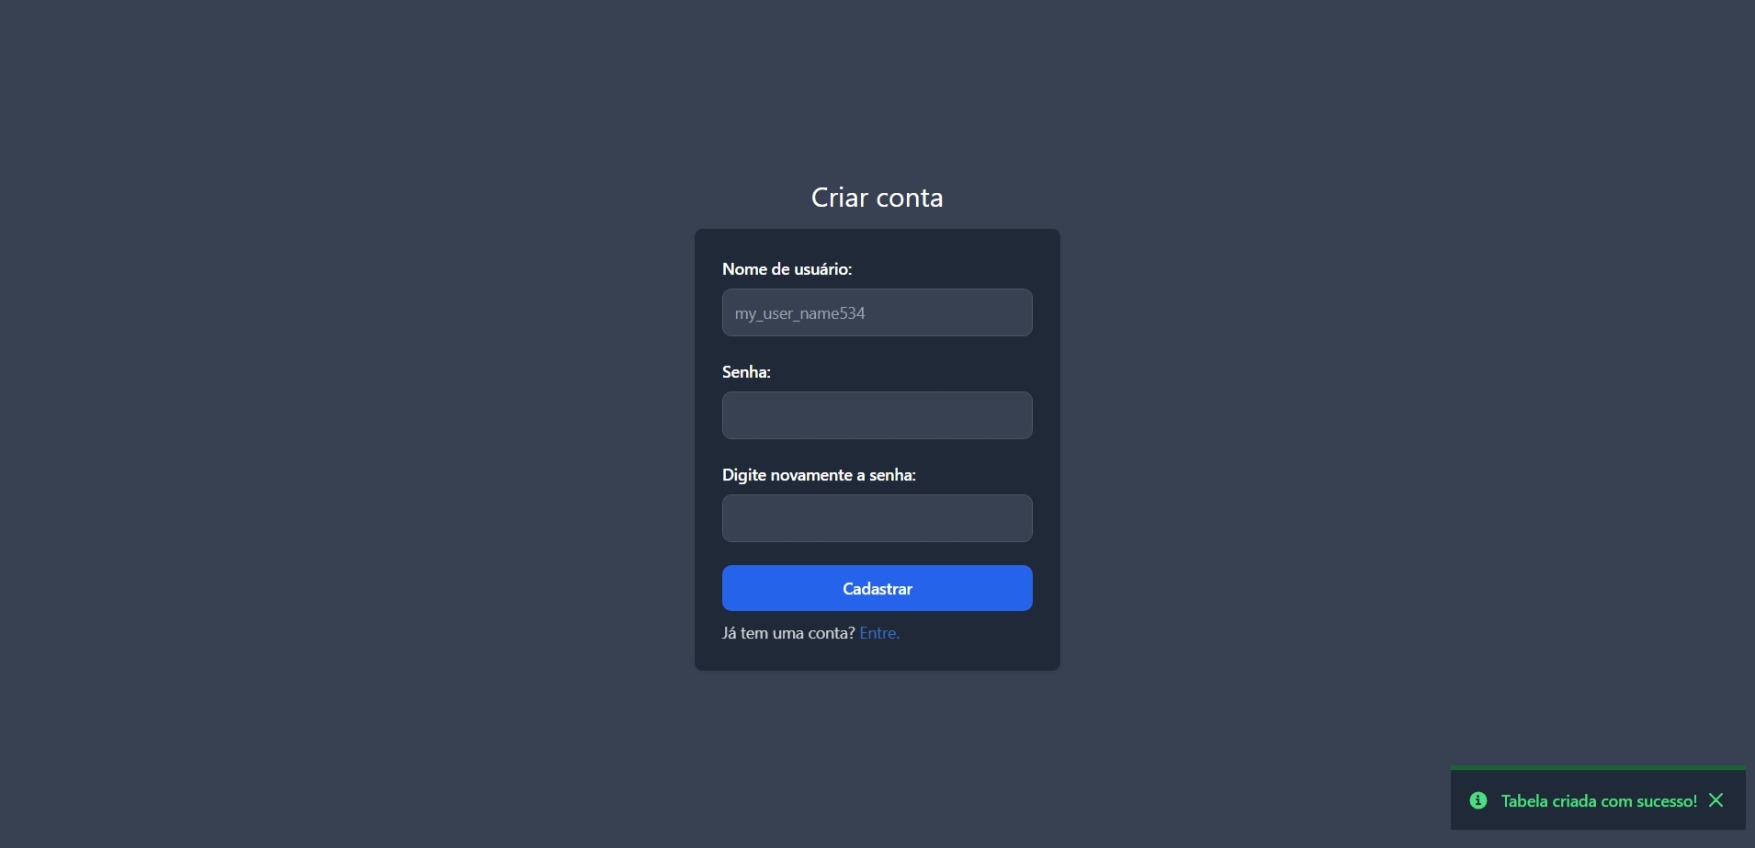 Criar conta
Nome de usuário:
my_user_name534
Senha:
Digite novamente a senha:
Cadastrar
Já tem uma conta? Entre.
Tabela criada com sucesso!